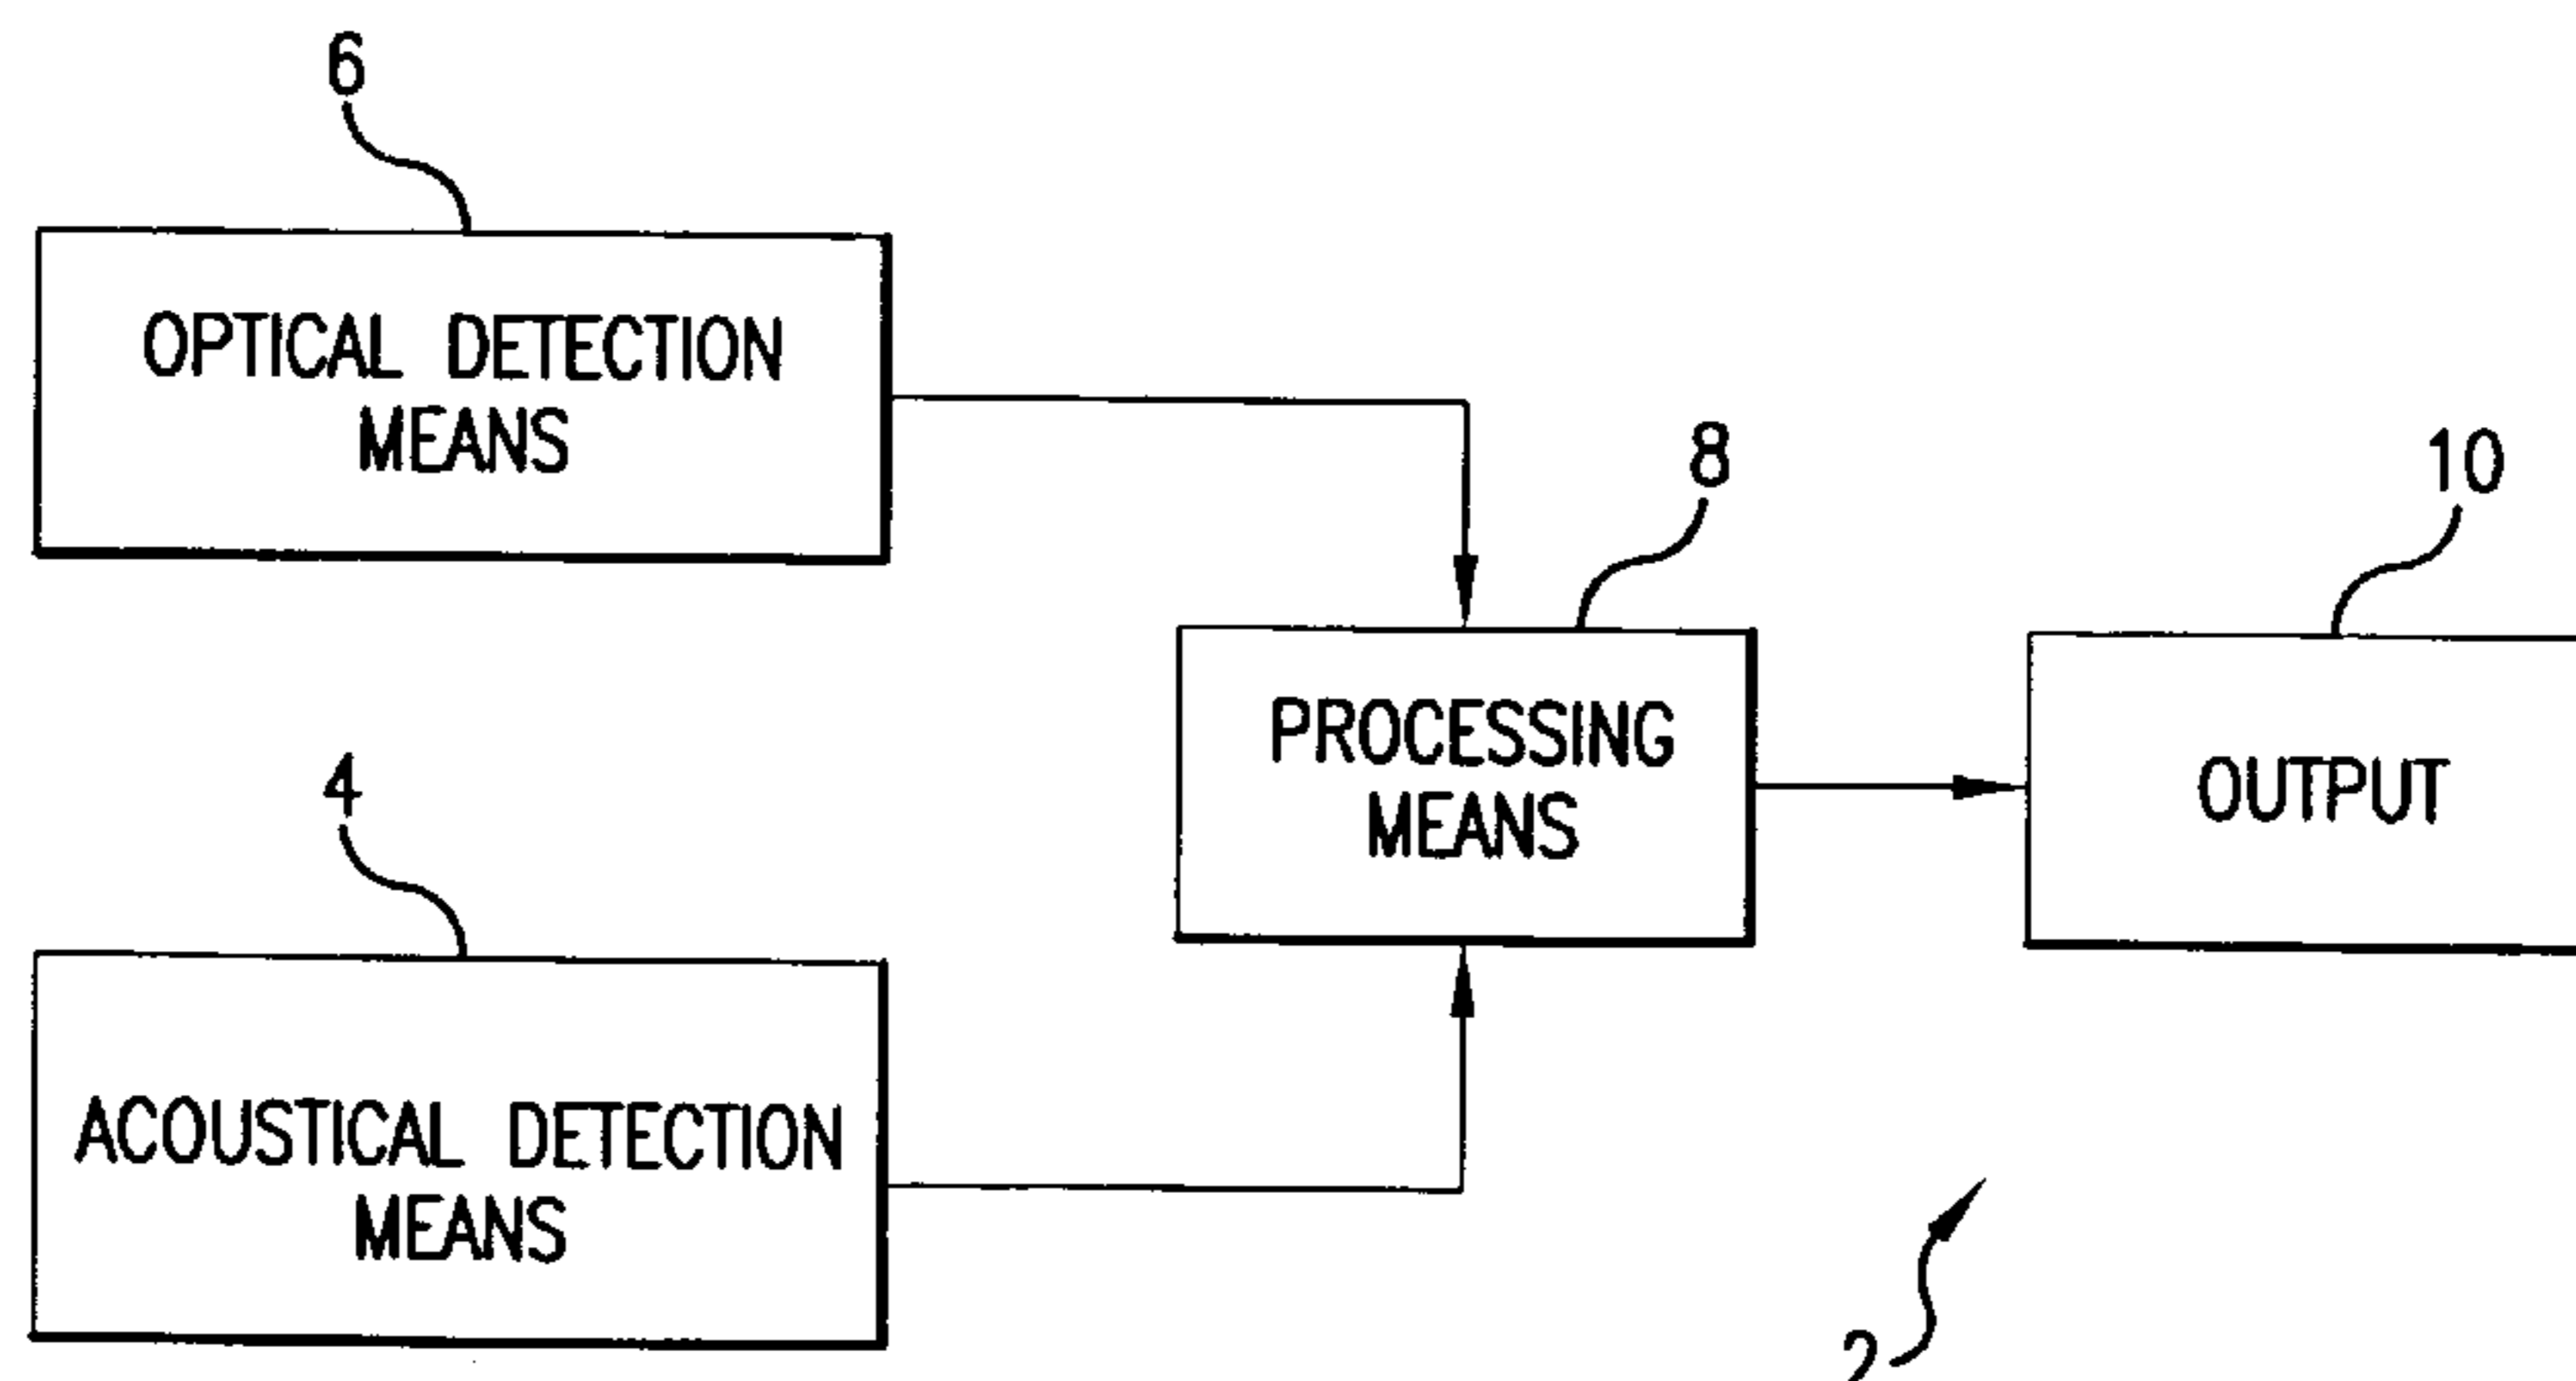 6
OPTICAL DETECTION
MEANS
8
10
PROCESSING
MEANS
OUTPUT
4
ACOUSTICAL DETECTION
MEANS
2